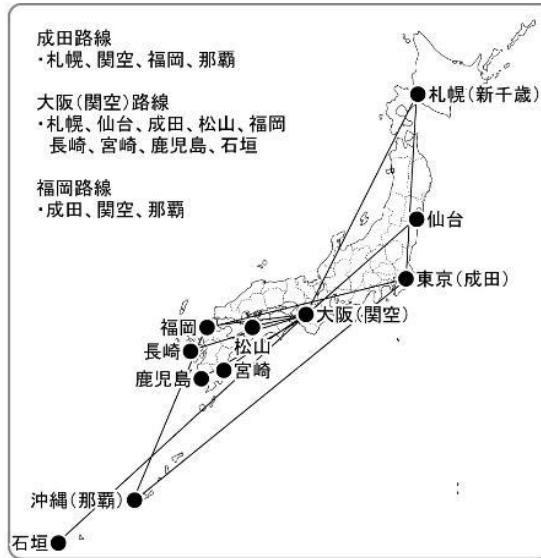 成田路線
・札幌、関空、福岡、那覇
大阪(関空)路線
・札幌、仙台、成田、松山、福岡
長崎、宮崎、鹿児島、石垣
福岡路線
・成田、関空、那覇
札幌(新千歳)
仙台
東京(成田)
大阪(関空)
福岡
松山
長崎
宮崎
鹿児島
沖縄(那覇)
石垣